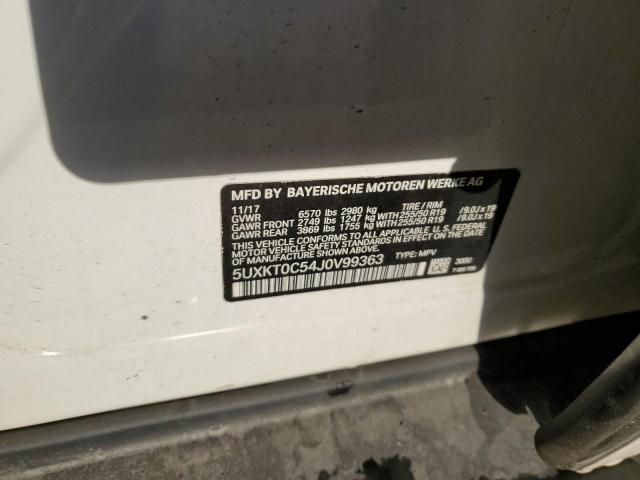 MFD BY BAYERISCHE MOTOREN WERKE AG
11/17 TIRE / RIM
GVWR 6570 lbs 2980 kg
GAWR FRONT 2749 lbs 1247 kg WITH 255/50 R19 /9.0J x 19
GAWR REAR 3869 lbs 1755 kg WITH 255/50 R19 /9.0J x 19
THIS VEHICLE CONFORMS TO ALL APPLICABLE U.S. FEDERAL
MOTOR VEHICLE SAFETY STANDARDS IN EFFECT ON THE DATE
OF MANUFACTURE SHOWN ABOVE.
5UXKT0C54J0V99363 TYPE: MPV
300U